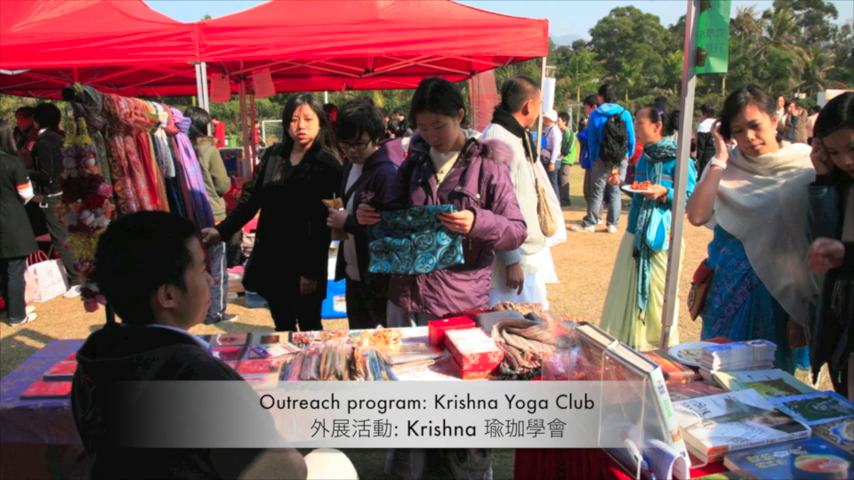 Outreach program: Krishna Yoga Club
外展活動: Krishna 瑜珈學會